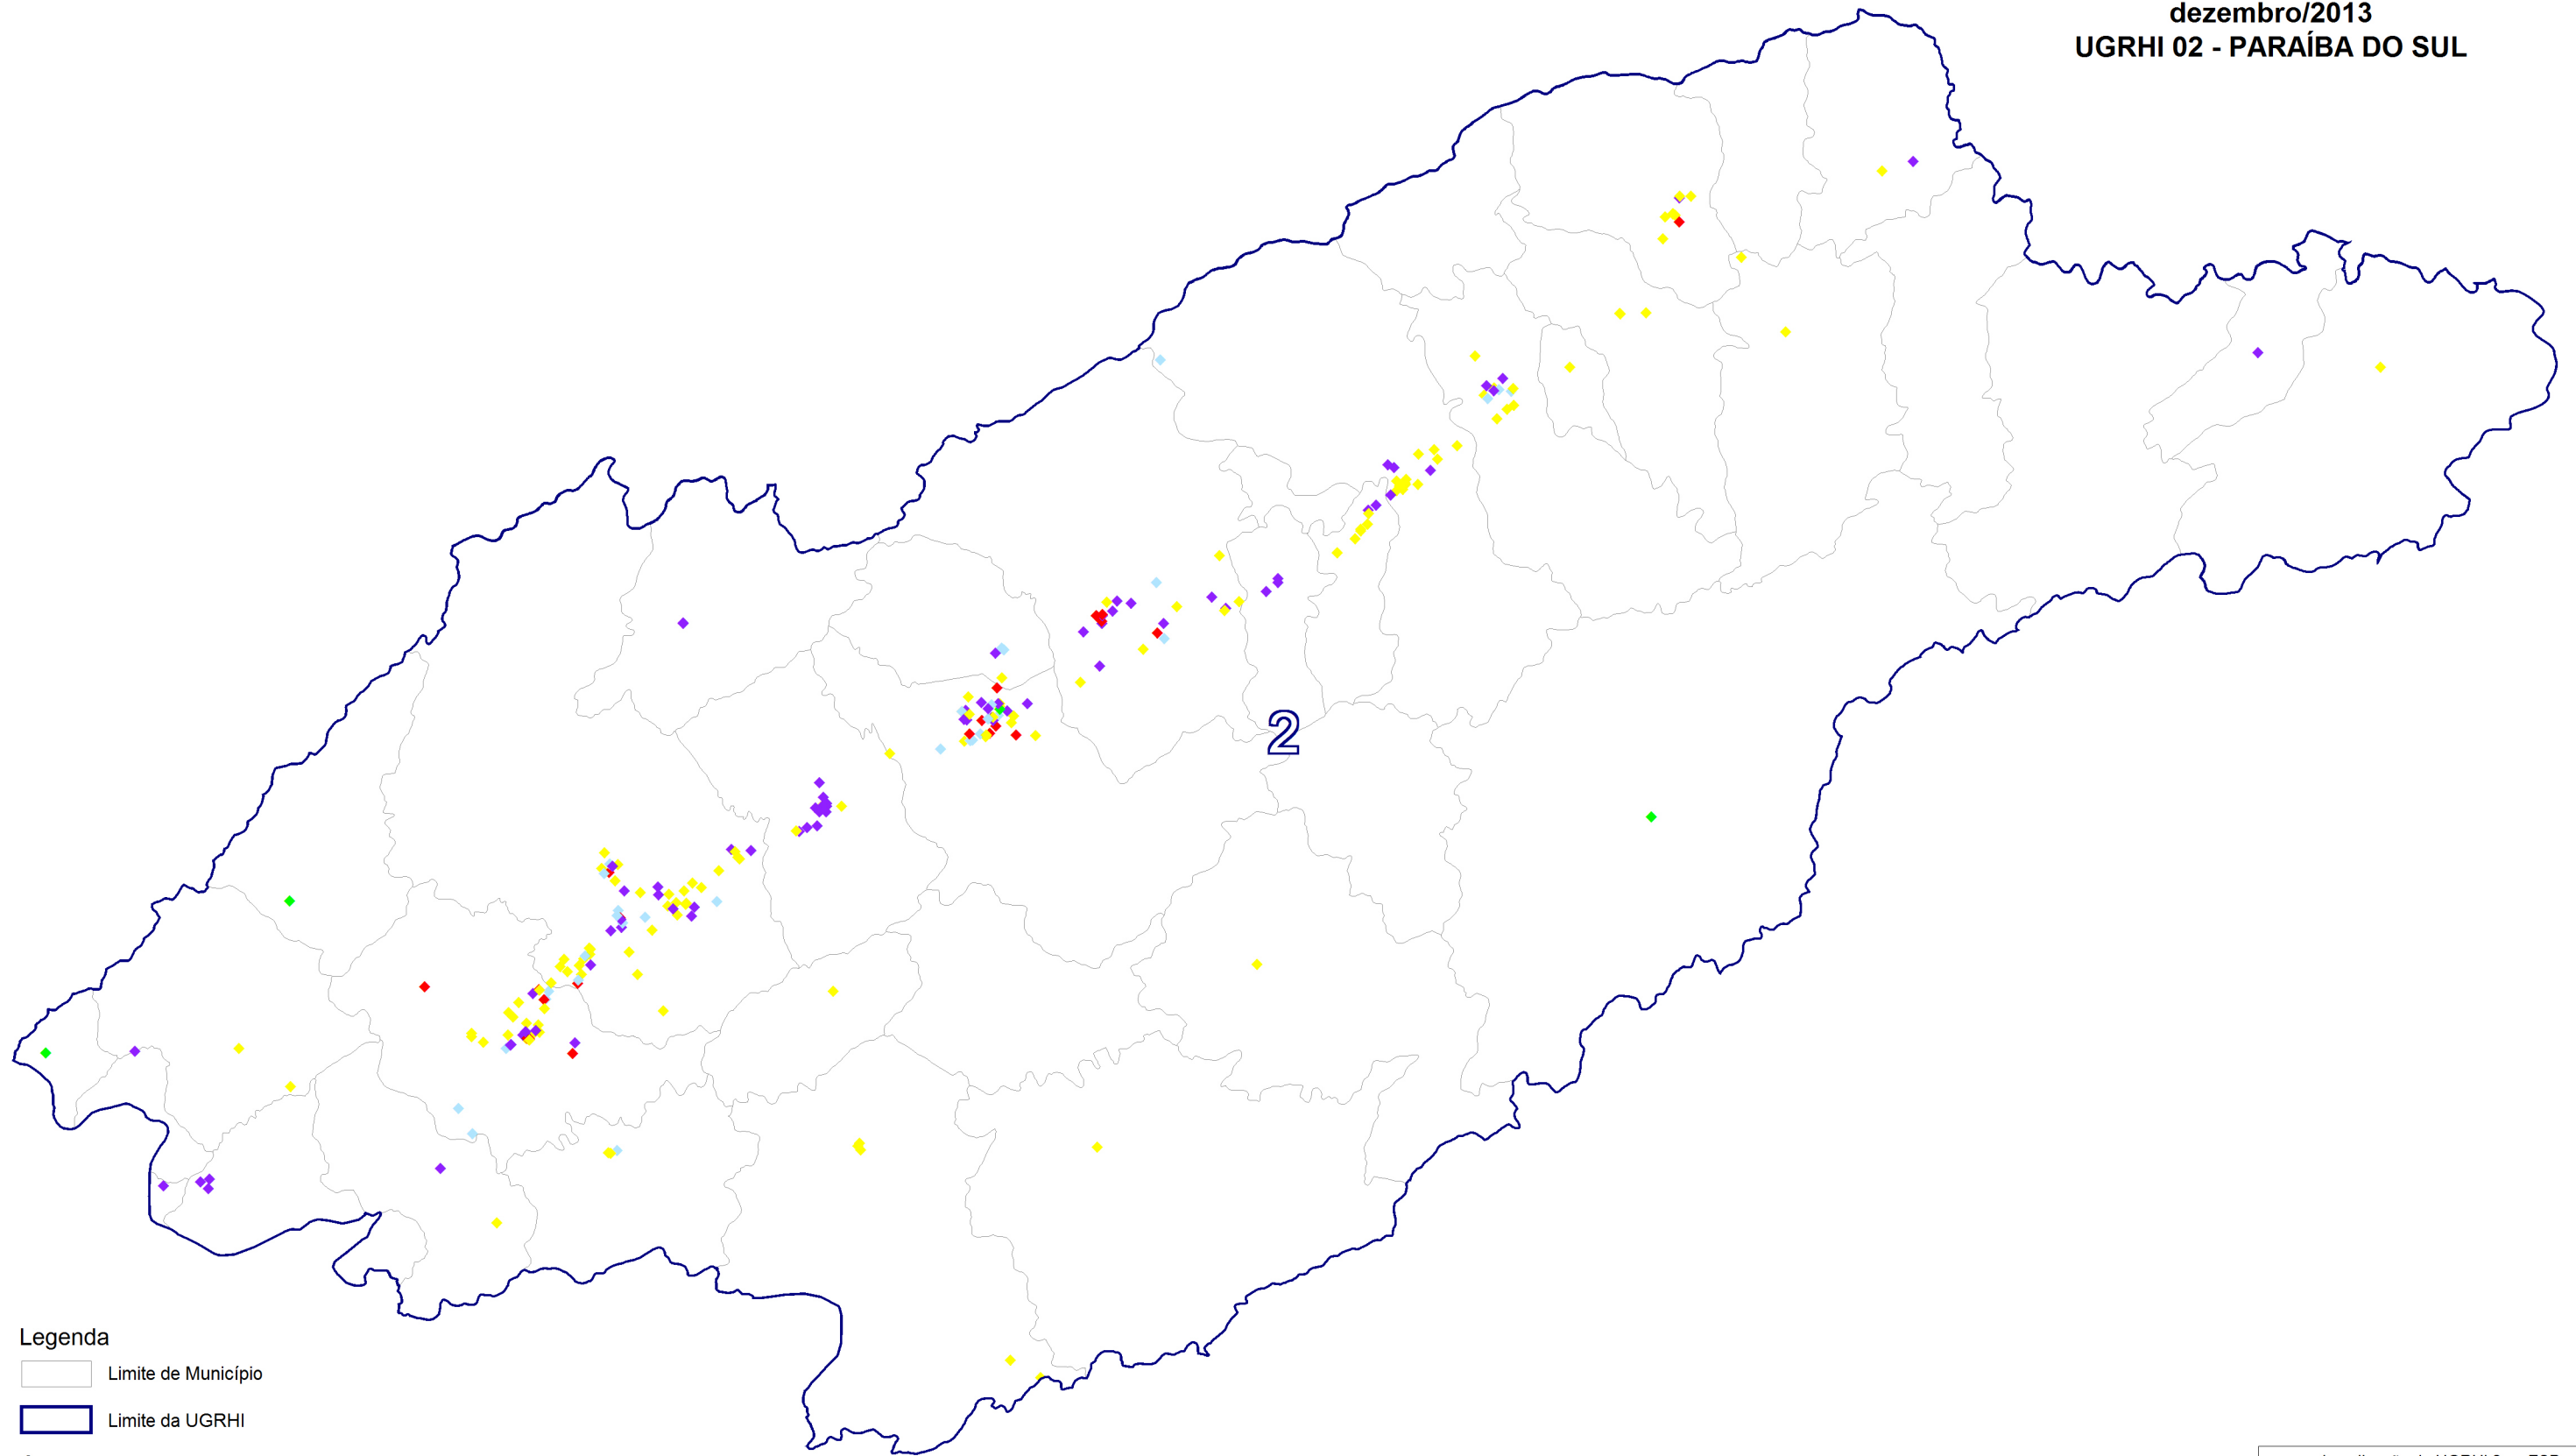 dezembro/2013
UGRHI 02 - PARAÍBA DO SUL
2
Legenda
Limite de Município
Limite da UGRHI